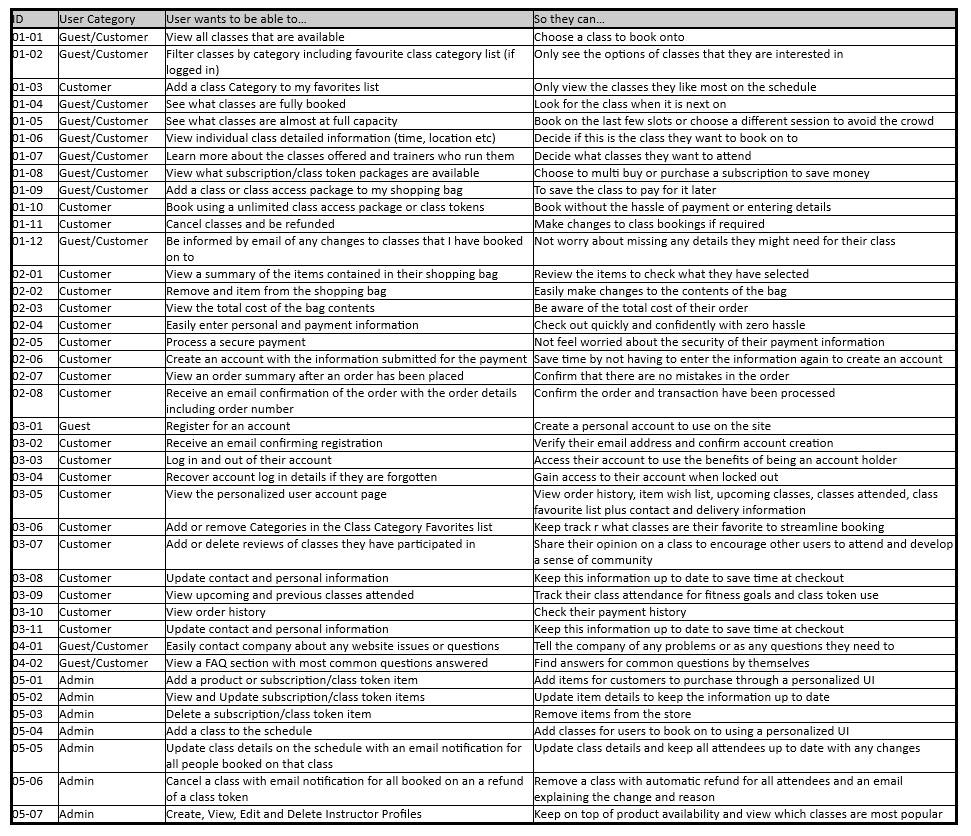 ID User Category User wants to be able to... So they can...
01-01 Guest/Customer View all classes that are available Choose a class to book onto
01-02 Guest/Customer Filter classes by category including favourite class category list (if Only see the options of classes that they are interested in
logged in)
01-03 Customer Add a class Category to my favorites list Only view the classes they like most on the schedule
01-04 Guest/Customer See what classes are fully booked Look for the class when it is next on
01-05 Guest/Customer See what classes are almost at full capacity Book on the last few slots or choose a different session to avoid the crowd
01-06 Guest/Customer View individual class detailed information (time, location etc) Decide if this is the class they want to book on to
01-07 Guest/Customer Learn more about the classes offered and trainers who run them Decide what classes they want to attend
01-08 Guest/Customer View what subscription/class token packages are available Choose to multi buy or purchase a subscription to save money
01-09 Guest/Customer Add a class or class access package to my shopping bag To save the class to pay for it later
01-10 Customer Book using a unlimited class access package or class tokens Book without the hassle of payment or entering details
01-11 Customer Cancel classes and be refunded Make changes to class bookings if required
01-12 Guest/Customer Be informed by email of any changes to classes that I have booked Not worry about missing any details they might need for their class
on to
02-01 Customer View a summary of the items contained in their shopping bag Review the items to check what they have selected
02-02 Customer Remove and item from the shopping bag Easily make changes to the contents of the bag
02-03 Customer View the total cost of the bag contents Be aware of the total cost of their order
02-04 Customer Easily enter personal and payment information Check out quickly and confidently with zero hassle
02-05 Customer Process a secure payment Not feel worried about the security of their payment information
02-06 Customer Create an account with the information submitted for the payment Save time by not having to enter the information again to create an account
02-07 Customer View an order summary after an order has been placed Confirm that there are no mistakes in the order
02-08 Customer Receive an email confirmation of the order with the order details Confirm the order and transaction have been processed
including order number
03-01 Guest Register for an account Create a personal account to use on the site
03-02 Customer Receive an email confirming registration Verify their email address and confirm account creation
03-03 Customer Log in and out of their account Access their account to use the benefits of being an account holder
03-04 Customer Recover account log in details if they are forgotten Gain access to their account when locked out
03-05 Customer View the personalized user account page View order history, item wish list, upcoming classes, classes attended, class
favourite list plus contact and delivery information
03-06 Customer Add or remove Categories in the Class Category Favorites list Keep track r what classes are their favorite to streamline booking
03-07 Customer Add or delete reviews of classes they have participated in Share their opinion on a class to encourage other users to attend and develop
a sense of community
03-08 Customer Update contact and personal information Keep this information up to date to save time at checkout
03-09 Customer View upcoming and previous classes attended Track their class attendance for fitness goals and class token use
03-10 Customer View order history Check their payment history
03-11 Customer Update contact and personal information Keep this information up to date to save time at checkout
04-01 Guest/Customer Easily contact company about any website issues or questions Tell the company of any problems or as any questions they need to
04-02 Guest/Customer View a FAQ section with most common questions answered Find answers for common questions by themselves
05-01 Admin Add a product or subscription/class token item Add items for customers to purchase through a personalized UI
05-02 Admin View and Update subscription/class token items Update item details to keep the information up to date
05-03 Admin Delete a subscription/class token item Remove items from the store
05-04 Admin Add a class to the schedule Add classes for users to book on to using a personalized UI
05-05 Admin Update class details on the schedule with an email notification for Update class details and keep all attendees up to date with any changes
all people booked on that class
05-06 Admin Cancel a class with email notification for all booked on an a refund Remove a class with automatic refund for all attendees and an email
of a class token explaining the change and reason
05-07 Admin Create, View, Edit and Delete Instructor Profiles Keep on top of product availability and view which classes are most popular